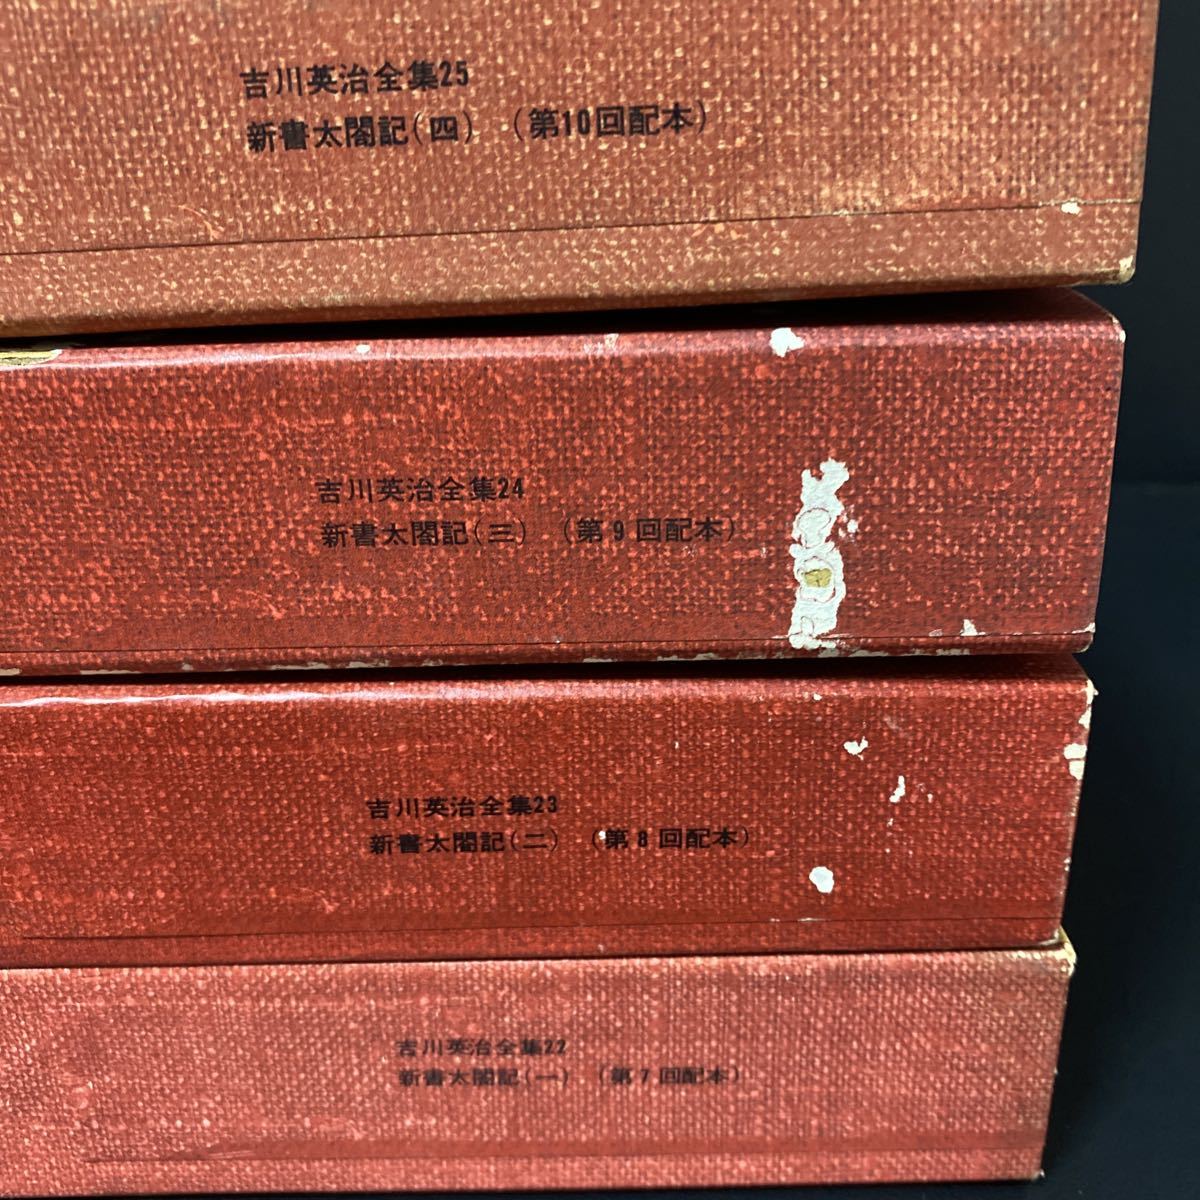 吉川英治全集25
新書太閤記(四) (第10回配本)
吉川英治全集24
新書太閤記(三) (第9回配本)
吉川英治全集23
新書太閤記(二) (第8回配本)
吉川英治全集22
新書太閤記(一) (第7回配本)